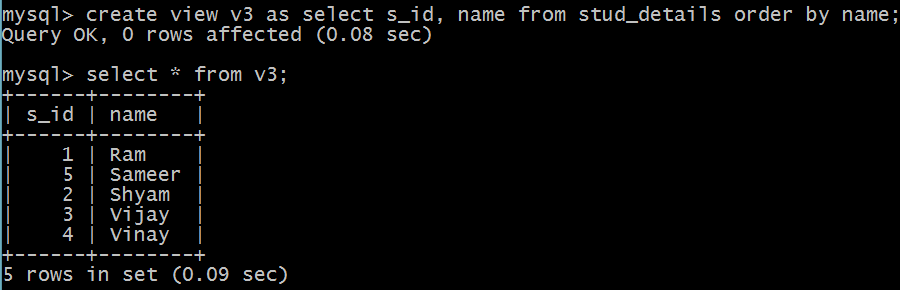 mysql> create view v3 as select s_id, name from stud_details order by name;
Query OK, 0 rows affected (0.08 sec)
mysql> select * from v3;
+------+--------+
| s_id | name   |
+------+--------+
|    1 | Ram    |
|    5 | Sameer |
|    2 | Shyam  |
|    3 | Vijay  |
|    4 | Vinay  |
+------+--------+
5 rows in set (0.09 sec)